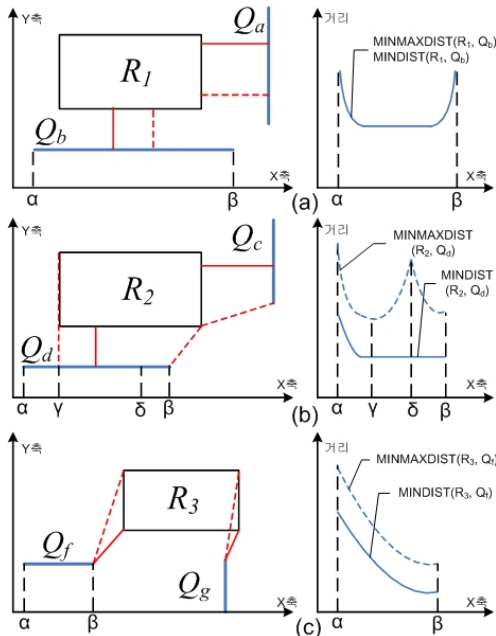 Y축
Qa
R1
Qb
α
β
X축
거리
MINMAXDIST(R1, Qb)
MINDIST(R1, Qb)
α
β
X축
(a)
Y축
Qc
R2
Qd
α
γ
δ
β
X축
거리
MINMAXDIST
(R2, Qd)
MINDIST
(R2, Qd)
α
γ
δ
β
X축
(b)
Y축
R3
Qf
Qg
α
β
X축
거리
MINMAXDIST(R3, Qf)
MINDIST(R3, Qf)
α
β
X축
(c)